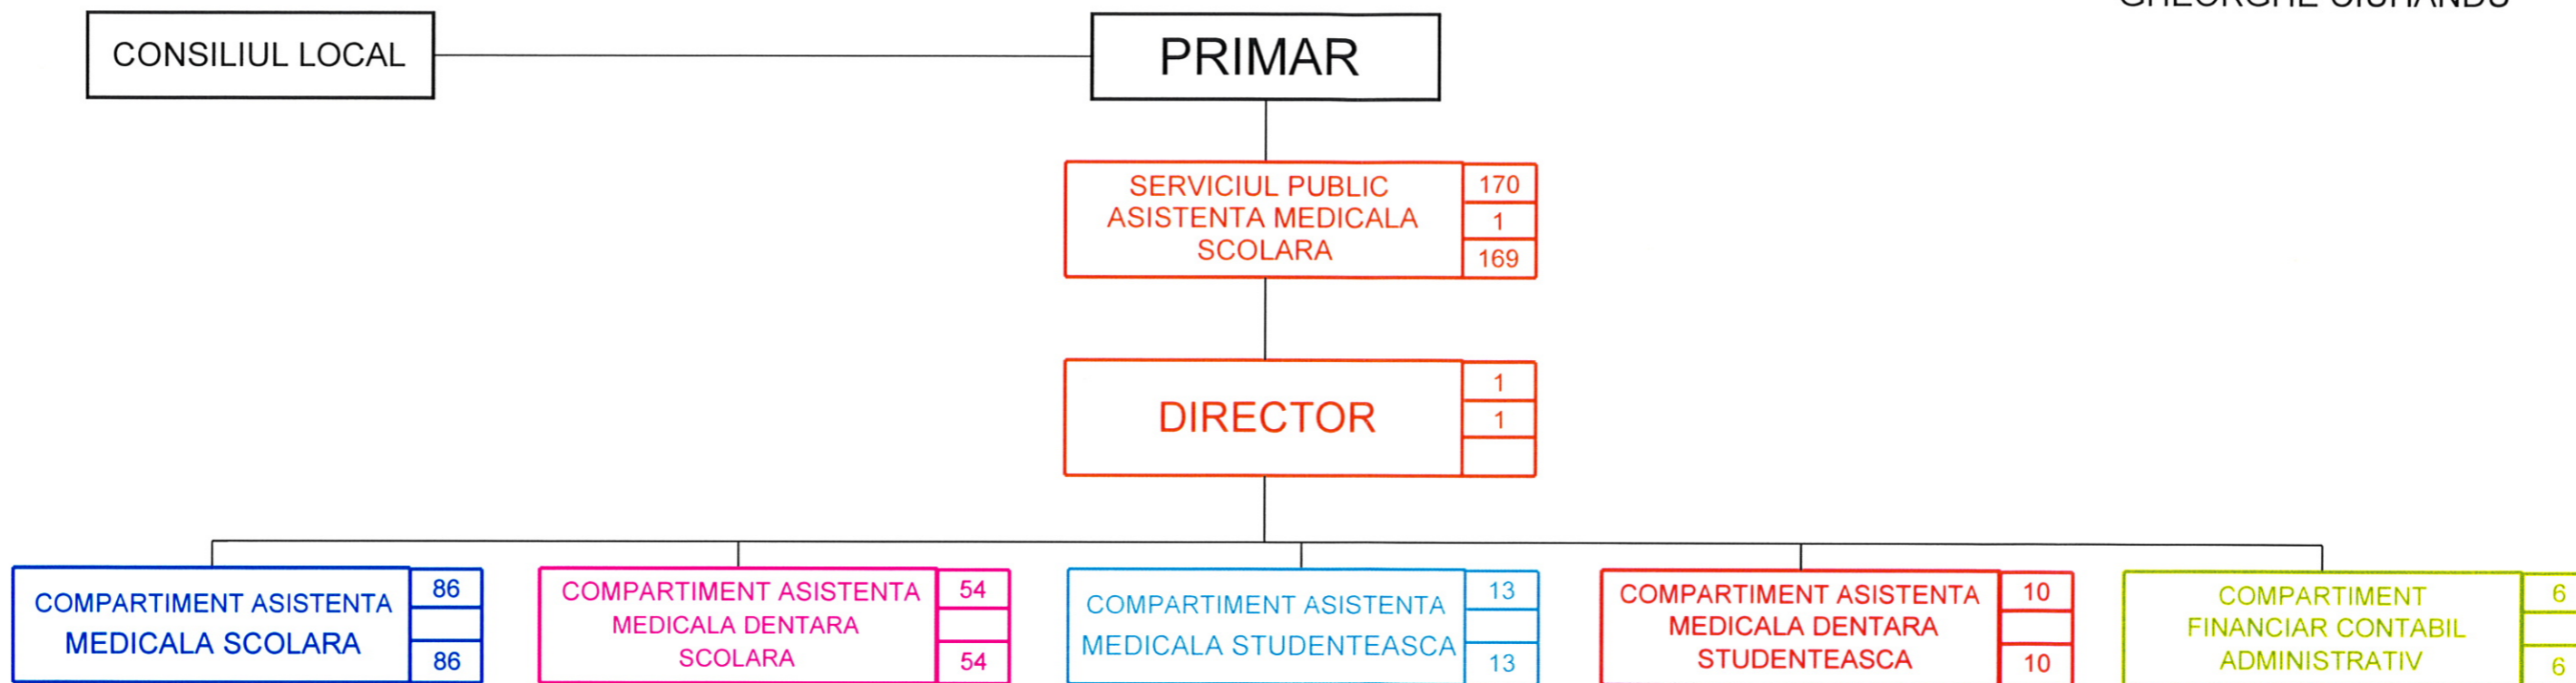 CONSILIUL LOCAL
PRIMAR
SERVICIUL PUBLIC
ASISTENTA MEDICALA
SCOLARA
170
1
169
DIRECTOR
1
1
COMPARTIMENT ASISTENTA
MEDICALA SCOLARA
86
86
COMPARTIMENT ASISTENTA
MEDICALA DENTARA
SCOLARA
54
54
COMPARTIMENT ASISTENTA
MEDICALA STUDENTEASCA
13
13
COMPARTIMENT ASISTENTA
MEDICALA DENTARA
STUDENTEASCA
10
10
COMPARTIMENT
FINANCIAR CONTABIL
ADMINISTRATIV
6
6